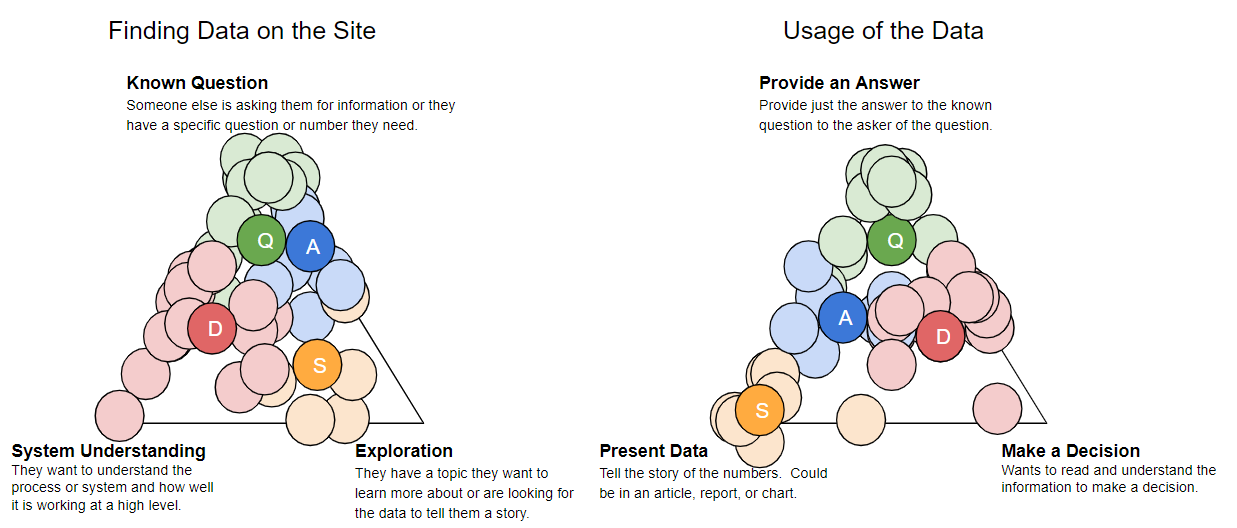 Finding Data on the Site
Known Question
Someone else is asking them for information or they
have a specific question or number they need.
Q
A
D
S
System Understanding
They want to understand the
process or system and how well
it is working at a high level.
Exploration
They have a topic they want to
learn more about or are looking for
the data to tell them a story.
Usage of the Data
Provide an Answer
Provide just the answer to the known
question to the asker of the question.
Q
A
D
S
Present Data
Tell the story of the numbers.  Could
be in an article, report, or chart.
Make a Decision
Wants to read and understand the
information to make a decision.